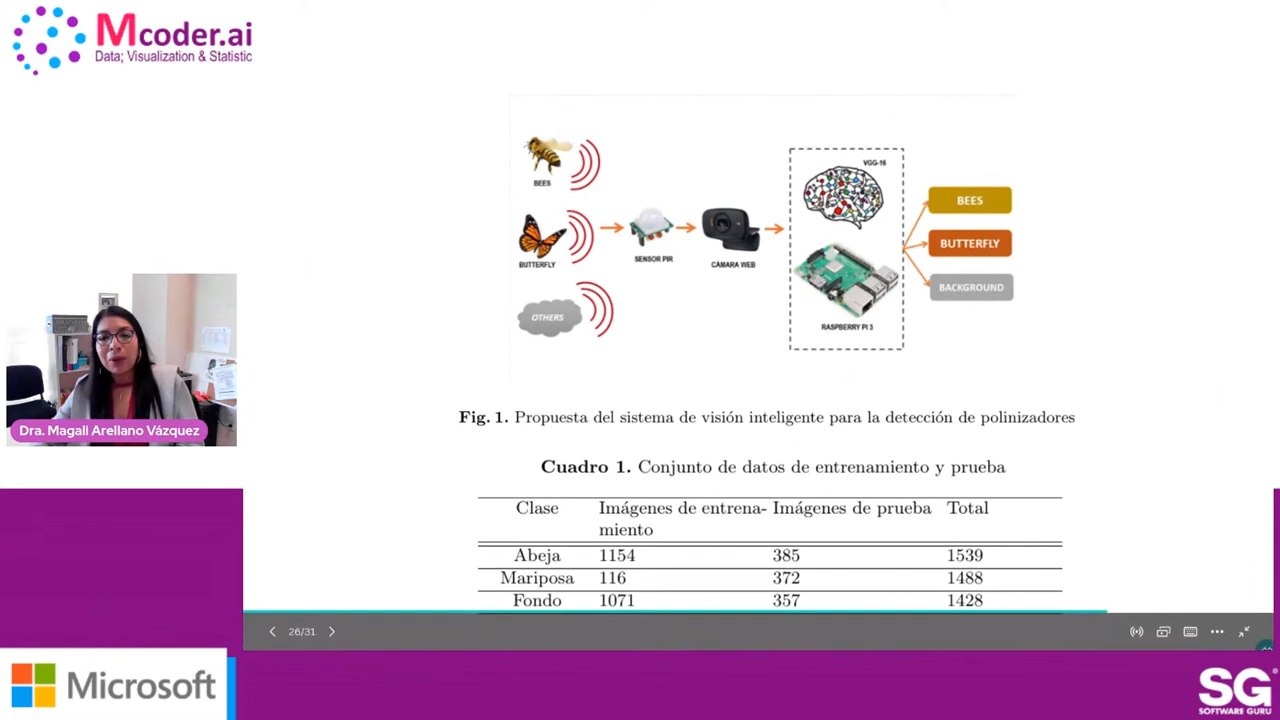 Mcoder.ai
Data; Visualization & Statistic
BEES
BUTTERFLY
OTHERS
SENSOR PIR
CÀMARA WEB
VGG-16
RASPBERRY PI 3
BEES
BUTTERFLY
BACKGROUND
Fig. 1. Propuesta del sistema de visión inteligente para la detección de polinizadores
Cuadro 1. Conjunto de datos de entrenamiento y prueba
Clase Imágenes de entrena- Imágenes de prueba Total
miento
Abeja 1154 385 1539
Mariposa 116 372 1488
Fondo 1071 357 1428
Dra. Magali Arellano Vázquez
26/31
Microsoft
SG
SOFTWARE GURU